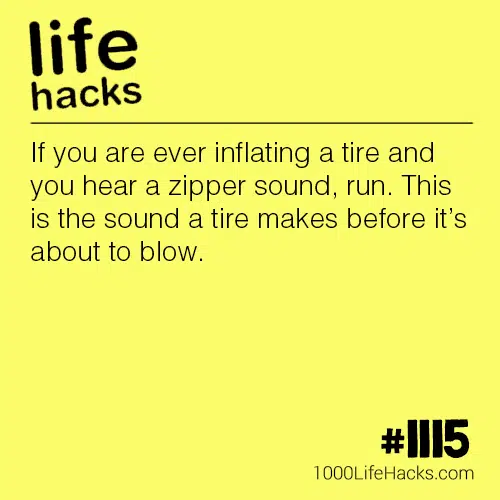 life
hacks
If you are ever inflating a tire and
you hear a zipper sound, run. This
is the sound a tire makes before it's
about to blow.
#1115
1000LifeHacks.com